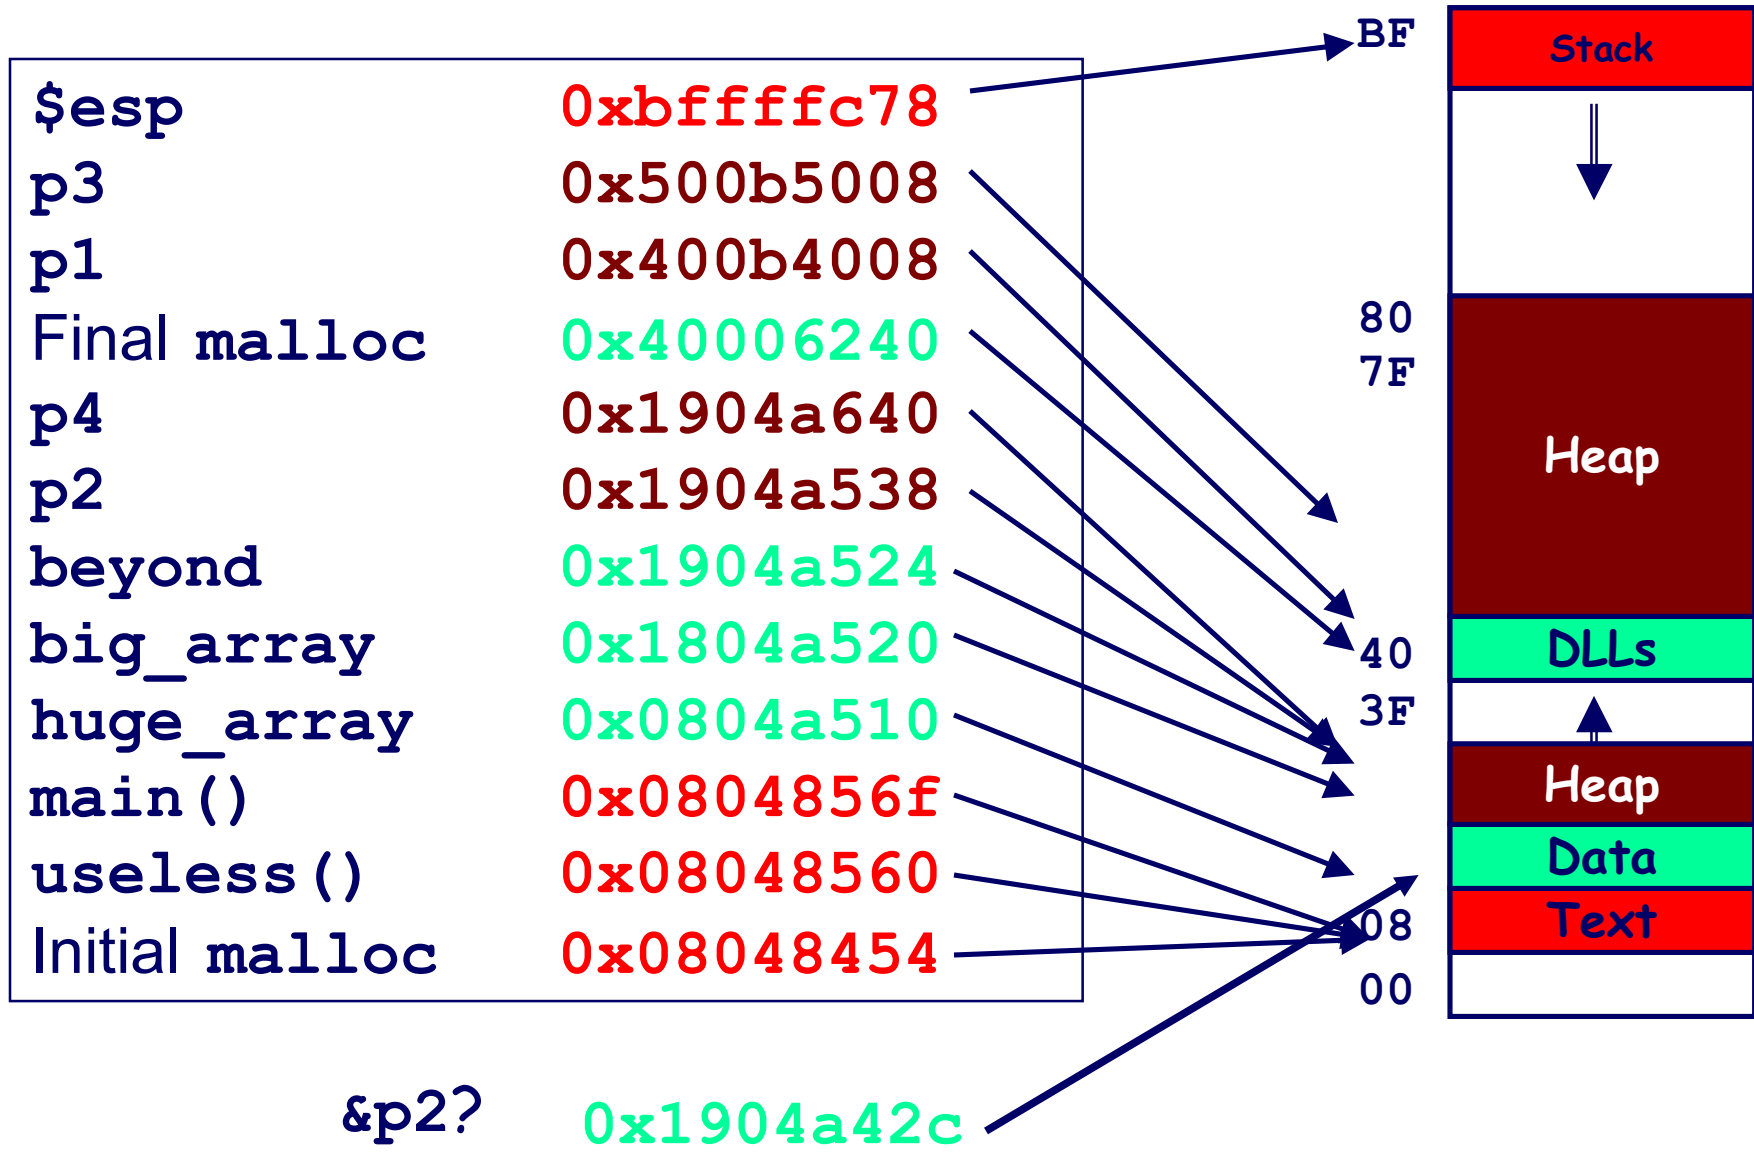 $esp 0xbffffc78
p3 0x500b5008
p1 0x400b4008
Final malloc 0x40006240
p4 0x1904a640
p2 0x1904a538
beyond 0x1904a524
big_array 0x1804a520
huge_array 0x0804a510
main() 0x0804856f
useless() 0x08048560
Initial malloc 0x08048454
&p2? 0x1904a42c
BF
80
7F
40
3F
08
00
Stack
Heap
DLLs
Heap
Data
Text